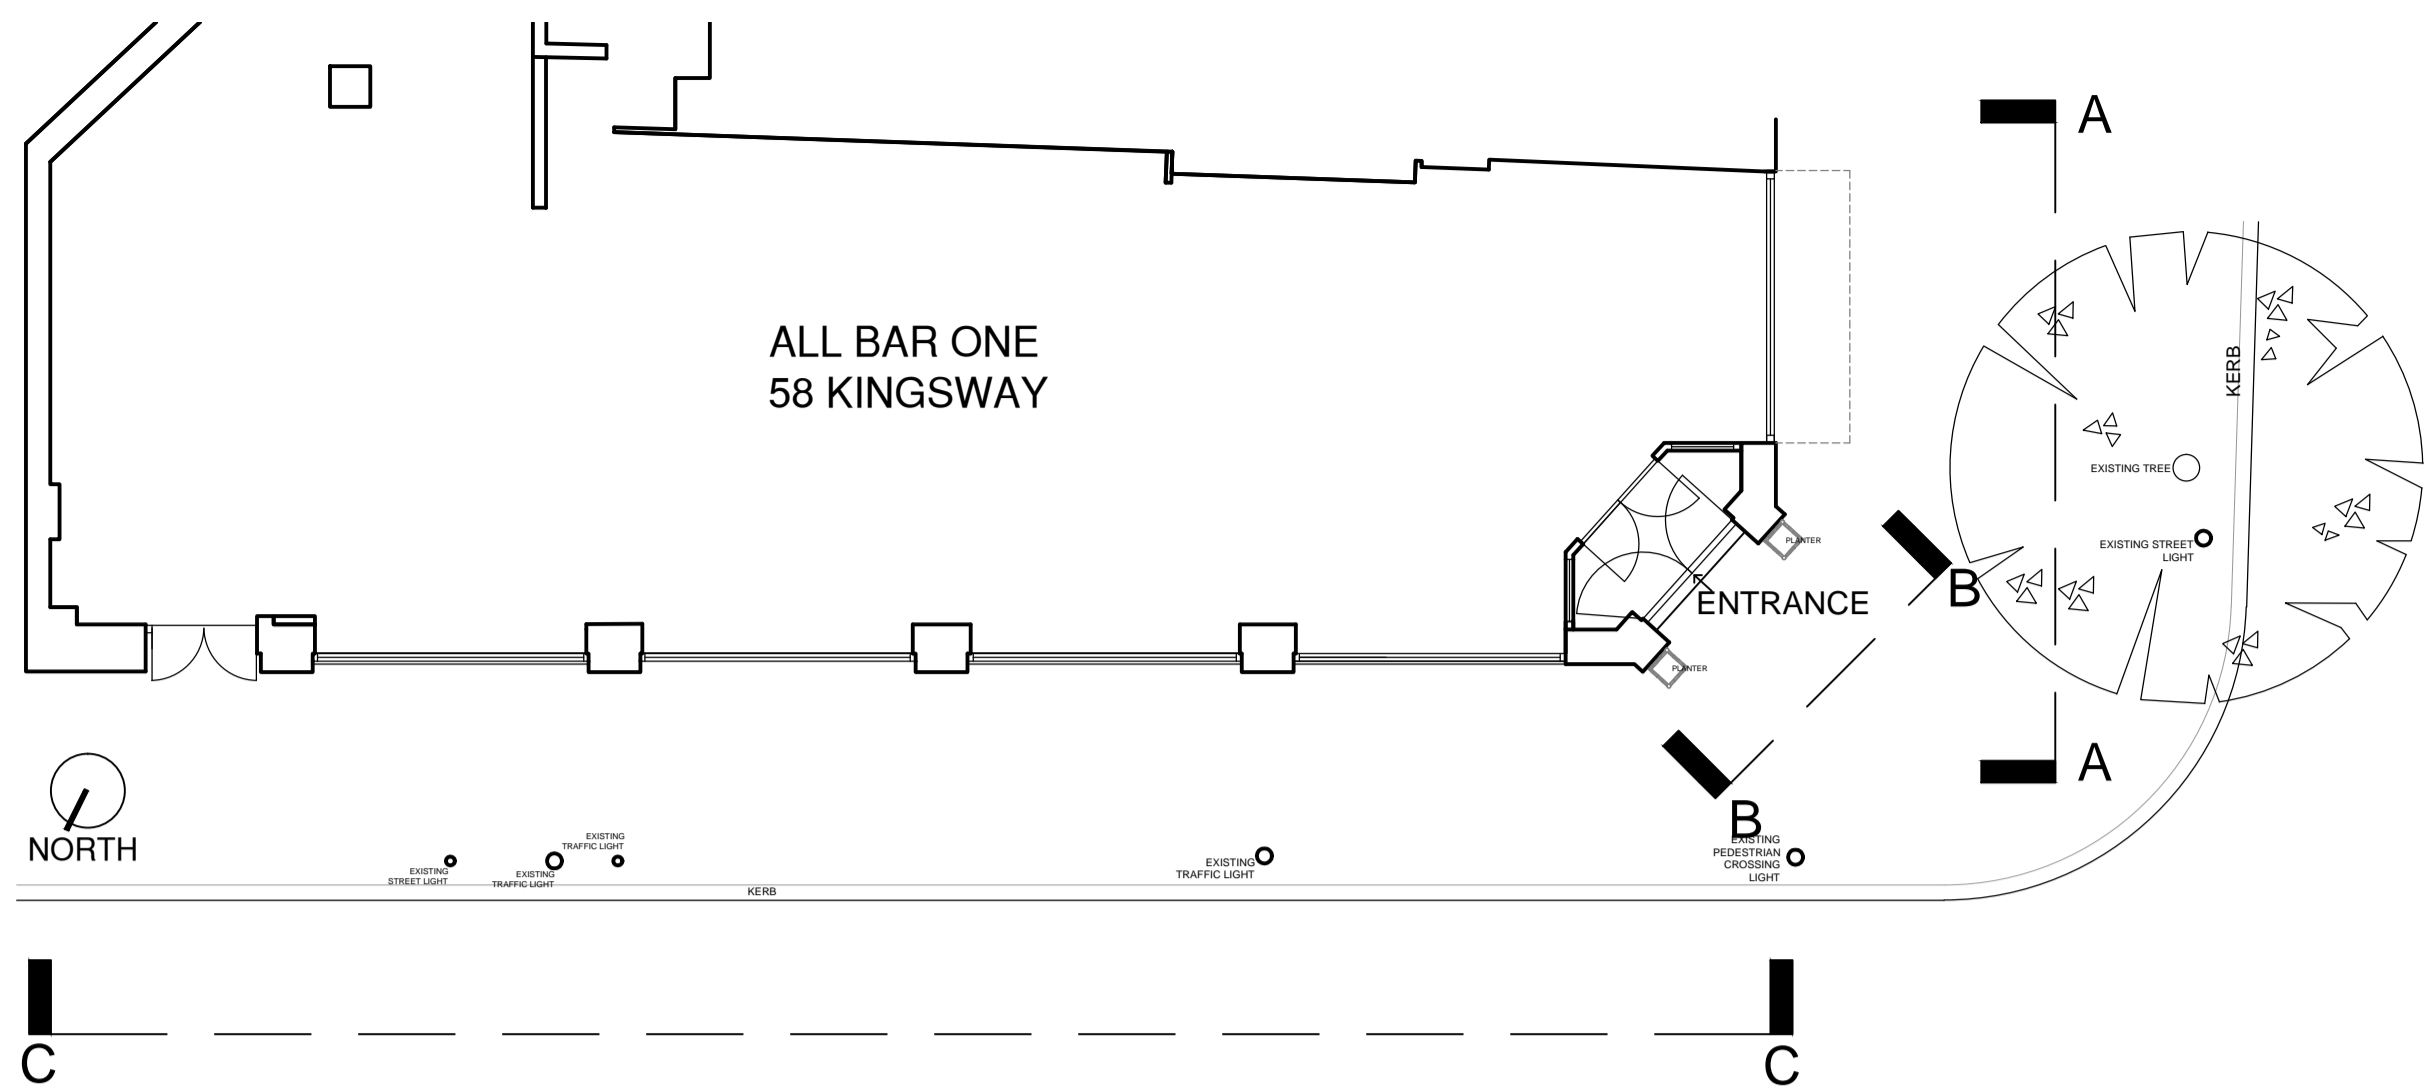 A
ALL BAR ONE
58 KINGSWAY
KERB
EXISTING TREE
EXISTING STREET
LIGHT
PLANTER
B
ENTRANCE
PLANTER
A
B
NORTH
EXISTING
STREET LIGHT
EXISTING
TRAFFIC LIGHT
EXISTING
TRAFFIC LIGHT
EXISTING
TRAFFIC LIGHT
EXISTING
PEDESTRIAN
CROSSING
LIGHT
KERB
C
C